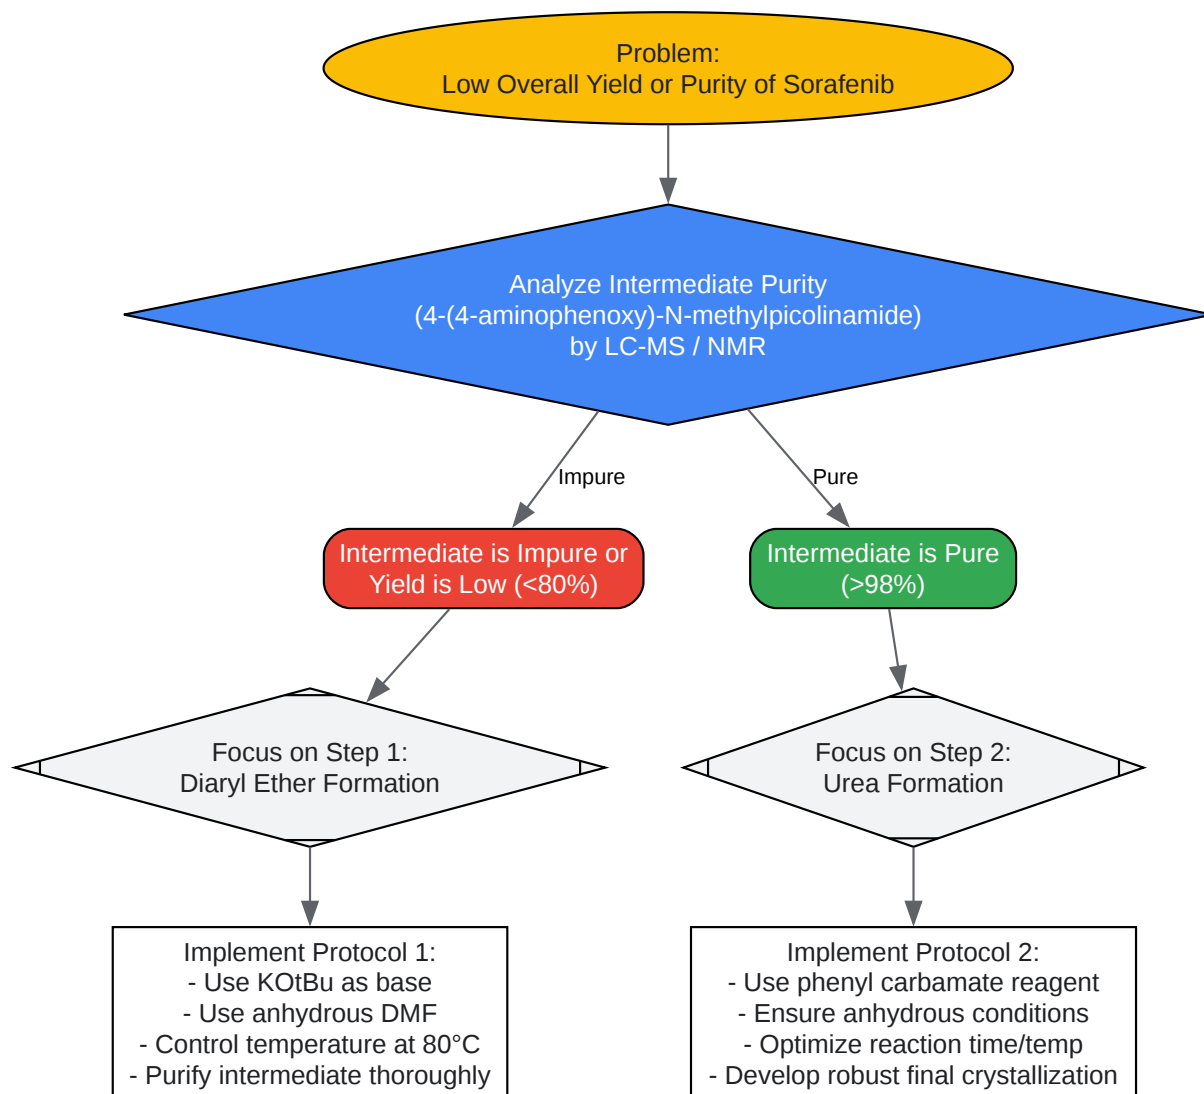 Problem:
Low Overall Yield or Purity of Sorafenib
Analyze Intermediate Purity
(4-(4-aminophenoxy)-N-methylpicolinamide)
by LC-MS / NMR
Impure
Pure
Intermediate is Impure or
Yield is Low (<80%)
Intermediate is Pure
(>98%)
Focus on Step 1:
Diaryl Ether Formation
Focus on Step 2:
Urea Formation
Implement Protocol 1:
- Use KOtBu as base
- Use anhydrous DMF
- Control temperature at 80°C
- Purify intermediate thoroughly
Implement Protocol 2:
- Use phenyl carbamate reagent
- Ensure anhydrous conditions
- Optimize reaction time/temp
- Develop robust final crystallization